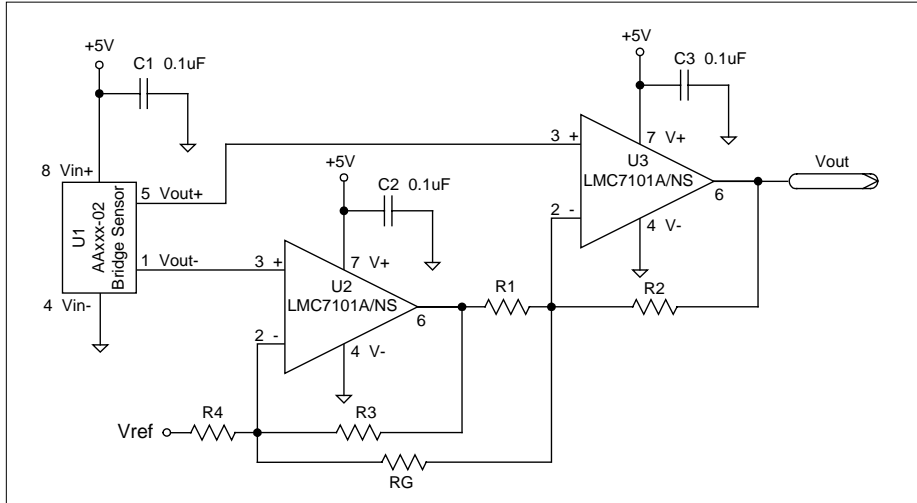 +5V
C1 0.1uF
8 Vin+
5 Vout+
U1
AAxxx-02
Bridge Sensor
1 Vout-
4 Vin-
+5V
C2 0.1uF
3 +
7 V+
U2
LMC7101A/NS
6
2 -
4 V-
+5V
C3 0.1uF
3 +
7 V+
U3
LMC7101A/NS
6
2 -
4 V-
Vout
R1
R2
Vref
R4
R3
RG